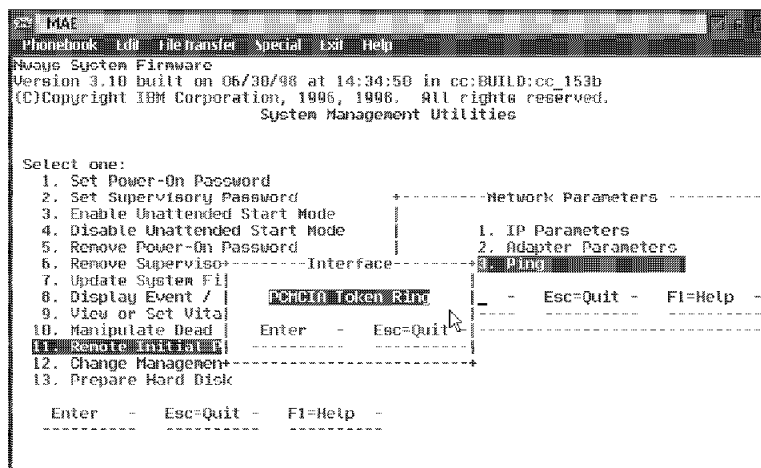 MAE
Phonebook Edit File Transfer Special Exit Help
Nways System Firmware
Version 3.10 built on 06/30/98 at 14:34:50 in cc:BUILD:cc_153b
(C)Copyright IBM Corporation, 1996, 1998. All rights reserved.
System Management Utilities
Select one:
1. Set Power-On Password
2. Set Supervisory Password
3. Enable Unattended Start Mode
4. Disable Unattended Start Mode
5. Remove Power-On Password
6. Remove Superviso
7. Update System Fi
8. Display Event /
9. View or Set Vita
10. Manipulate Dead
11. Remote Initial P
12. Change Managemen
13. Prepare Hard Disk
Enter - Esc=Quit - F1=Help -
Network Parameters
1. IP Parameters
2. Adapter Parameters
3. Ping
- Esc=Quit - F1=Help -
Interface
PCMCIA Token Ring
Enter - Esc=Quit